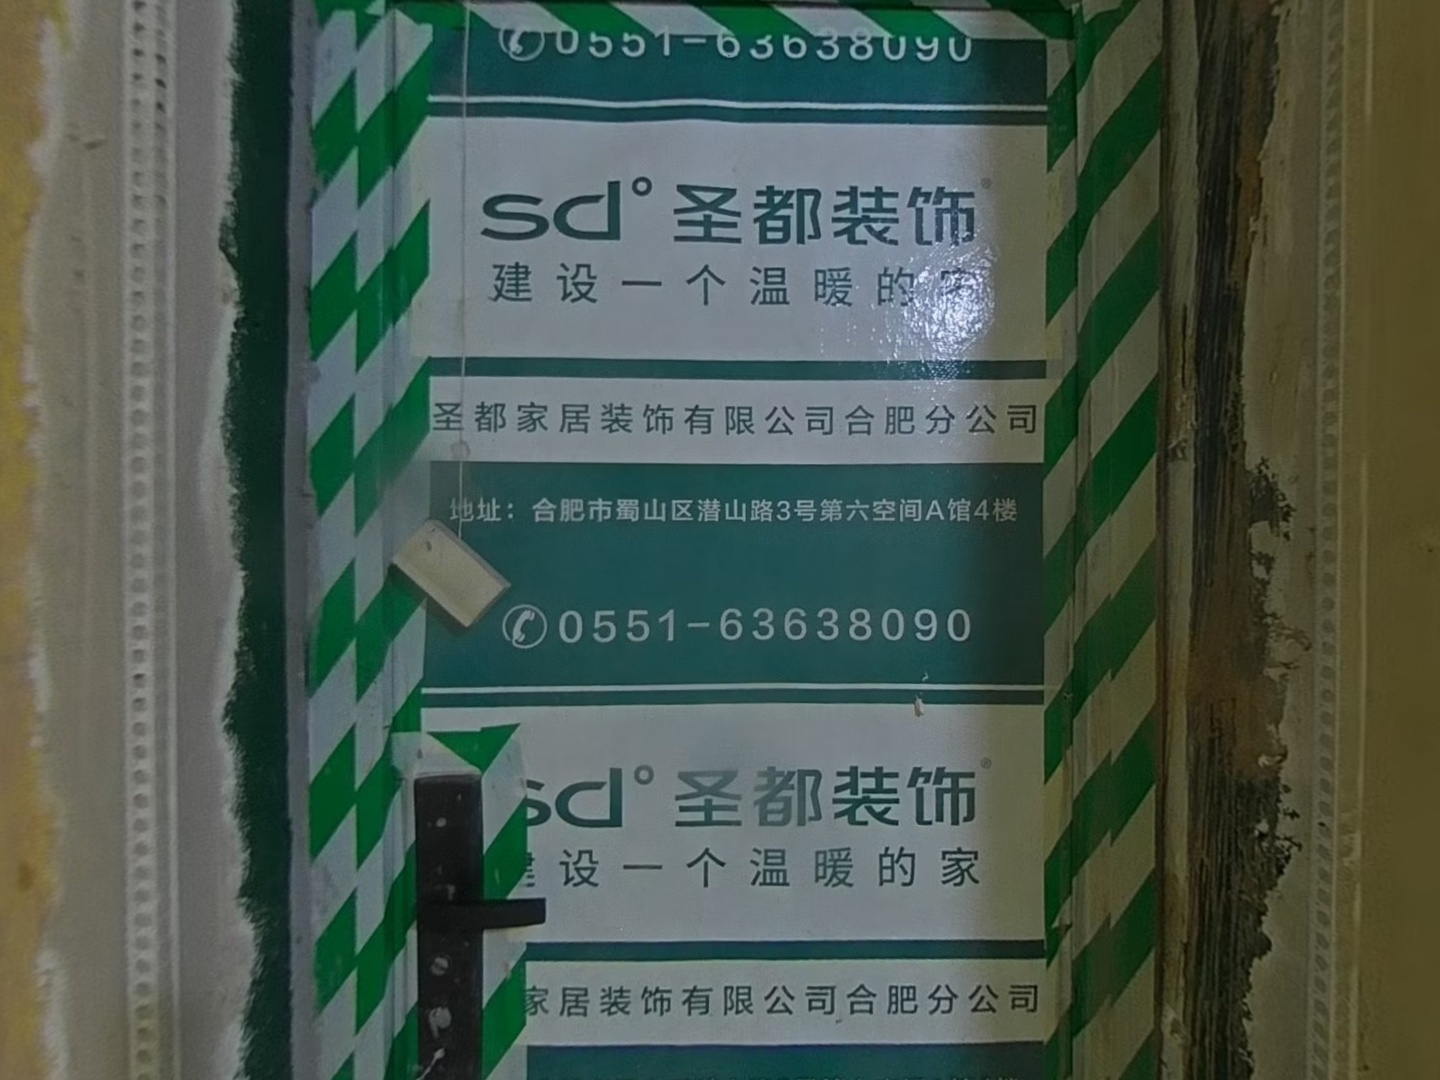 0551-63638090
sd°圣都装饰®
建设一个温暖的家
圣都家居装饰有限公司合肥分公司
地址：合肥市蜀山区潜山路3号第六空间A馆4楼
0551-63638090
sd°圣都装饰®
设一个温暖的家
家居装饰有限公司合肥分公司